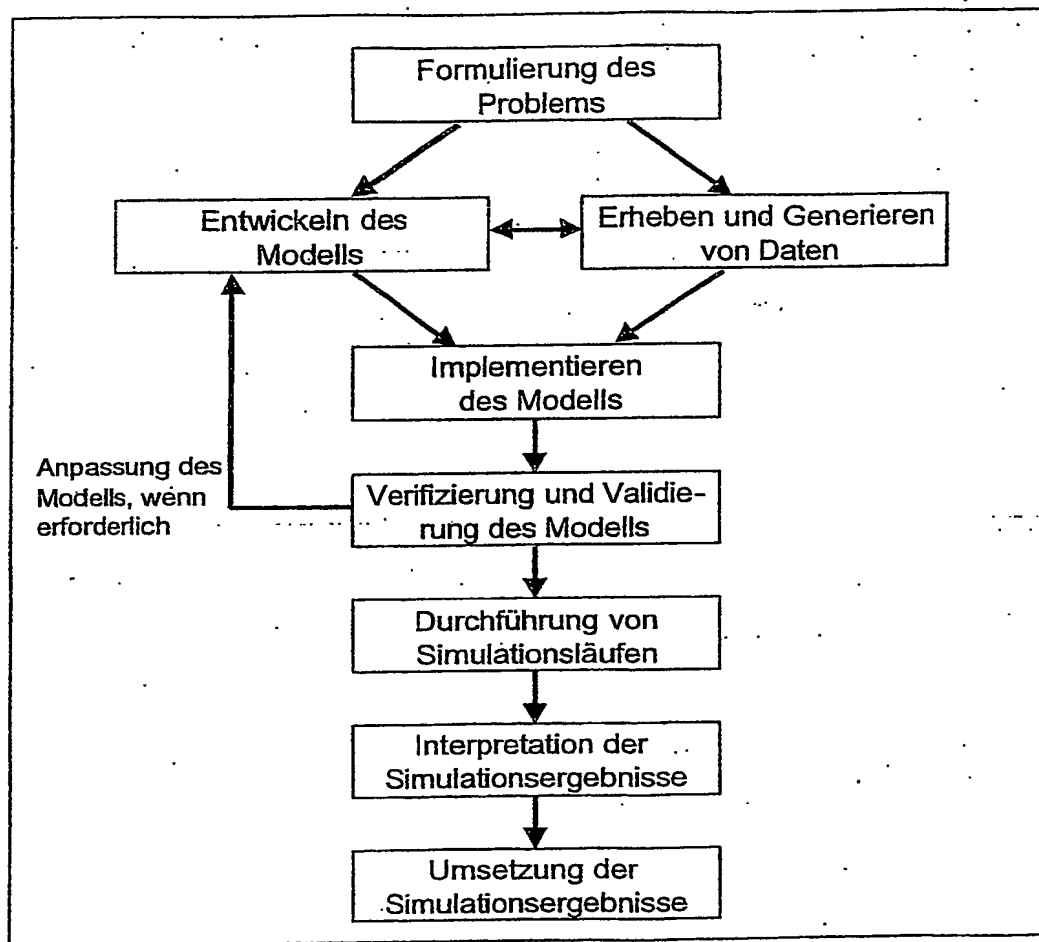 Formulierung des
Problems
Entwickeln des
Modells
Erheben und Generieren
von Daten
Implementieren
des Modells
Anpassung des
Modells, wenn
erforderlich
Verifizierung und Validie-
rung des Modells
Durchführung von
Simulationsläufen
Interpretation der
Simulationsergebnisse
Umsetzung der
Simulationsergebnisse